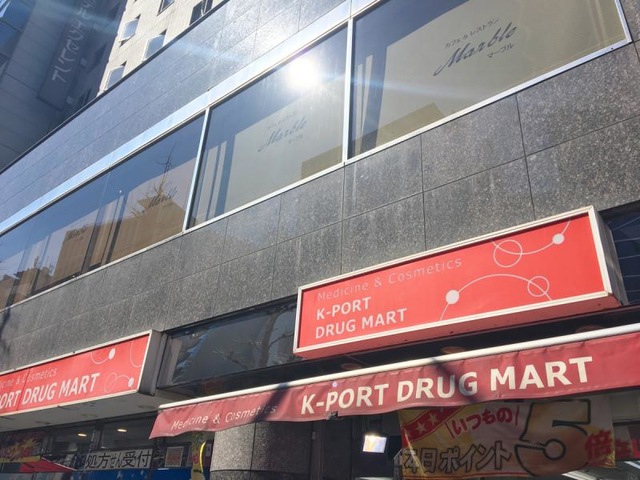 カフェ&レストラン
Marble
マーブル
Marble
Medicine & Cosmetics
K-PORT
DRUG MART
Medicine & Cosmetics
PORT DRUG MART
Medicine & Cosmetics
K-PORT DRUG MART
いつもの
5倍
休日ポイント
処方せん受付